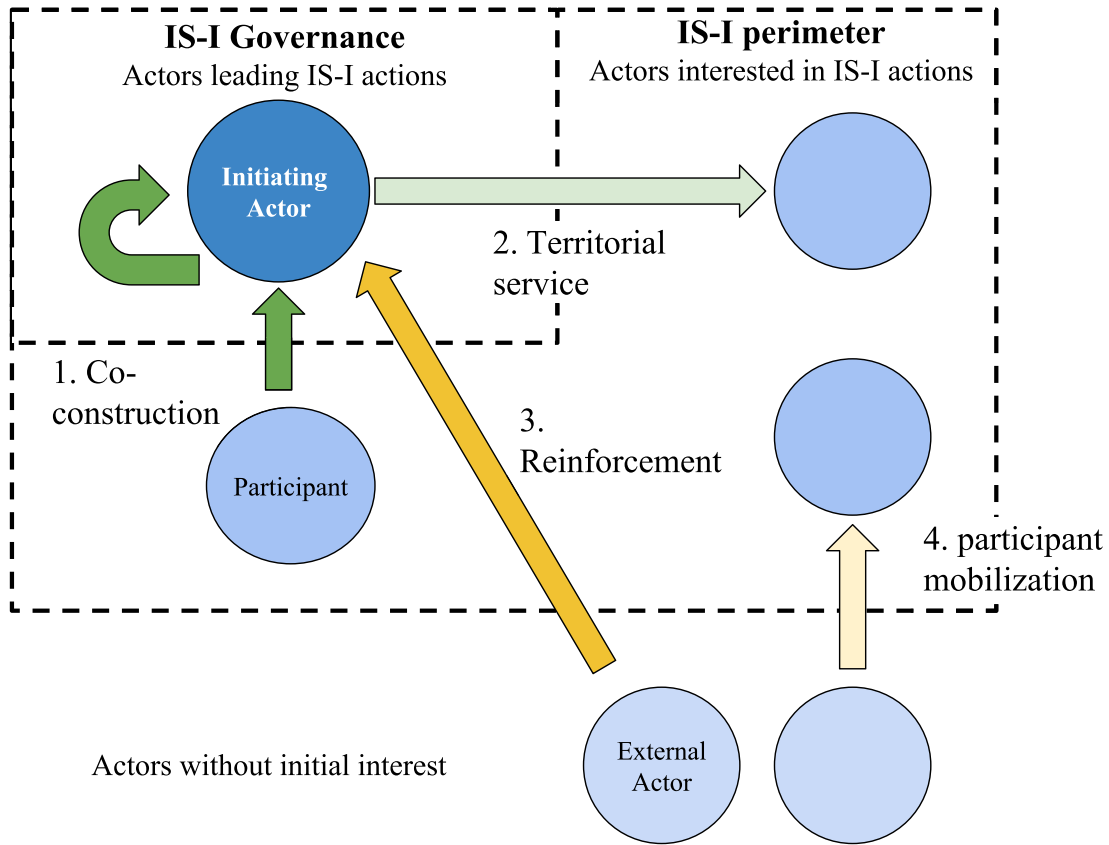 IS-I Governance
Actors leading IS-I actions
IS-I perimeter
Actors interested in IS-I actions
Initiating
Actor
2. Territorial
service
1. Co-
construction
3.
Reinforcement
Participant
4. participant
mobilization
External
Actor
Actors without initial interest